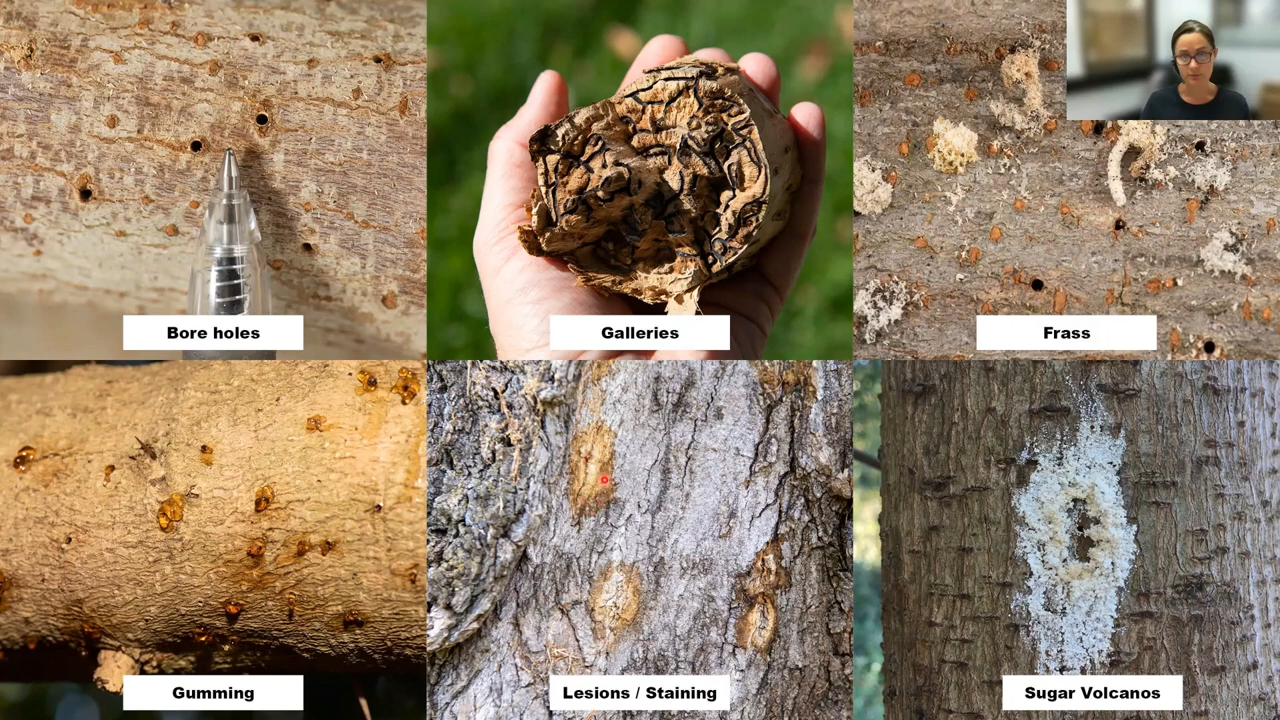 Bore holes
Galleries
Frass
Gumming
Lesions / Staining
Sugar Volcanos